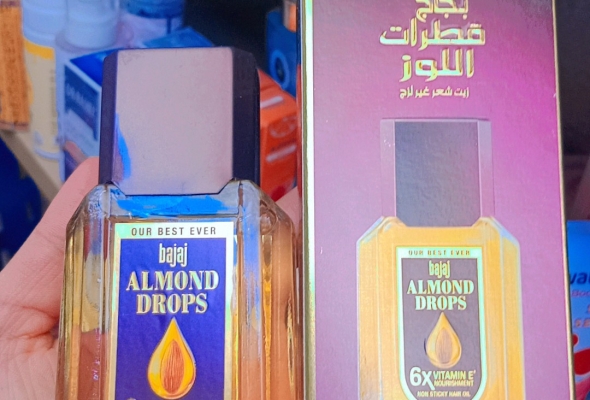 OUR BEST EVER
bajaj
ALMOND
DROPS
بجاج
قطرات
اللوز
زيت شعر غير لزج
OUR BEST EVER
bajaj
ALMOND
DROPS
6X VITAMIN E*
NOURISHMENT
NON STICKY HAIR OIL